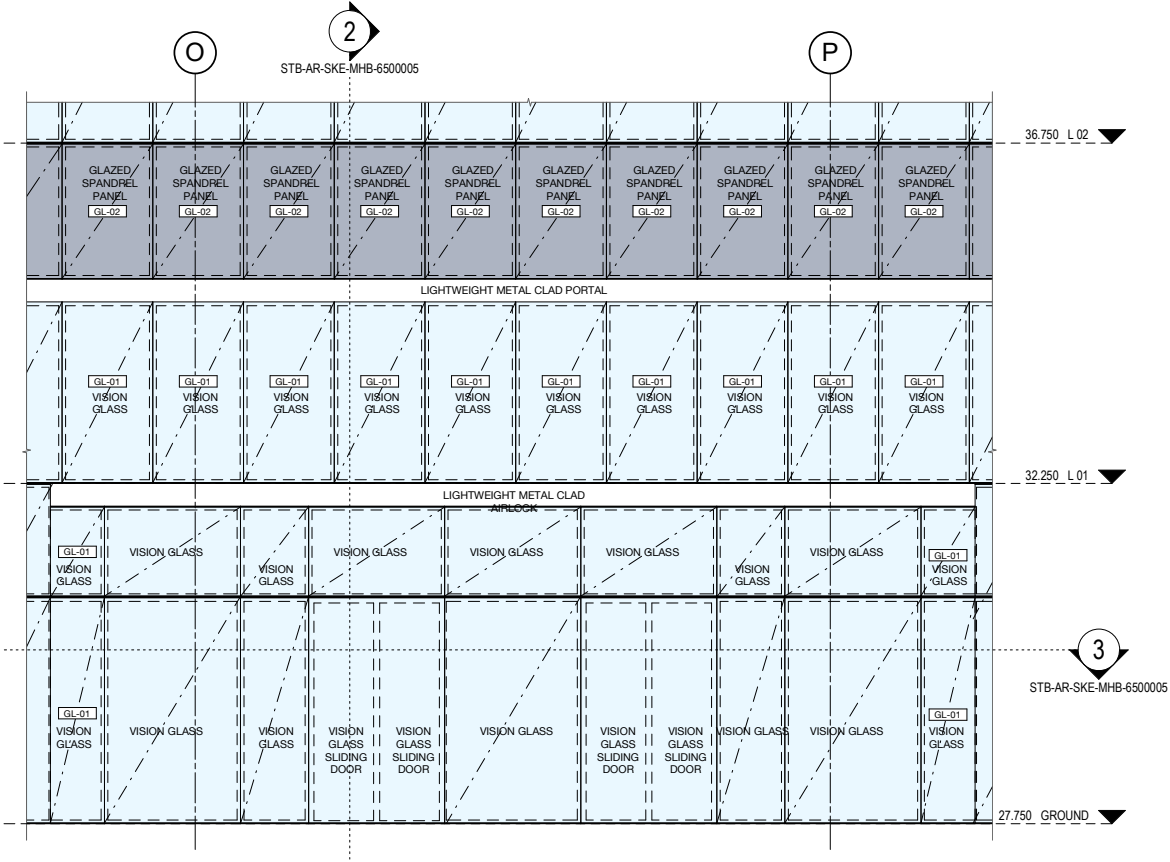 2
O
P
STB-AR-SKE-MHB-6500005
36.750 L 02
GLAZED GLAZED GLAZED GLAZED GLAZED GLAZED GLAZED GLAZED GLAZED GLAZED
SPANDREL SPANDREL SPANDREL SPANDREL SPANDREL SPANDREL SPANDREL SPANDREL SPANDREL SPANDREL
PANEL PANEL PANEL PANEL PANEL PANEL PANEL PANEL PANEL PANEL
GL-02 GL-02 GL-02 GL-02 GL-02 GL-02 GL-02 GL-02 GL-02 GL-02
LIGHTWEIGHT METAL CLAD PORTAL
GL-01 GL-01 GL-01 GL-01 GL-01 GL-01 GL-01 GL-01 GL-01 GL-01
VISION VISION VISION VISION VISION VISION VISION VISION VISION VISION
GLASS GLASS GLASS GLASS GLASS GLASS GLASS GLASS GLASS GLASS
32.250 L 01
LIGHTWEIGHT METAL CLAD
AIRLOCK
GL-01
VISION
GLASS
VISION GLASS
VISION
GLASS
VISION GLASS
VISION GLASS
VISION GLASS
VISION
GLASS
VISION GLASS
GL-01
VISION
GLASS
3
STB-AR-SKE-MHB-6500005
GL-01
VISION
GLASS
VISION GLASS
VISION
GLASS
VISION
GLASS
SLIDING
DOOR
VISION
GLASS
SLIDING
DOOR
VISION GLASS
VISION
GLASS
SLIDING
DOOR
VISION
GLASS
SLIDING
DOOR
VISION GLASS
VISION GLASS
GL-01
VISION
GLASS
27.750 GROUND